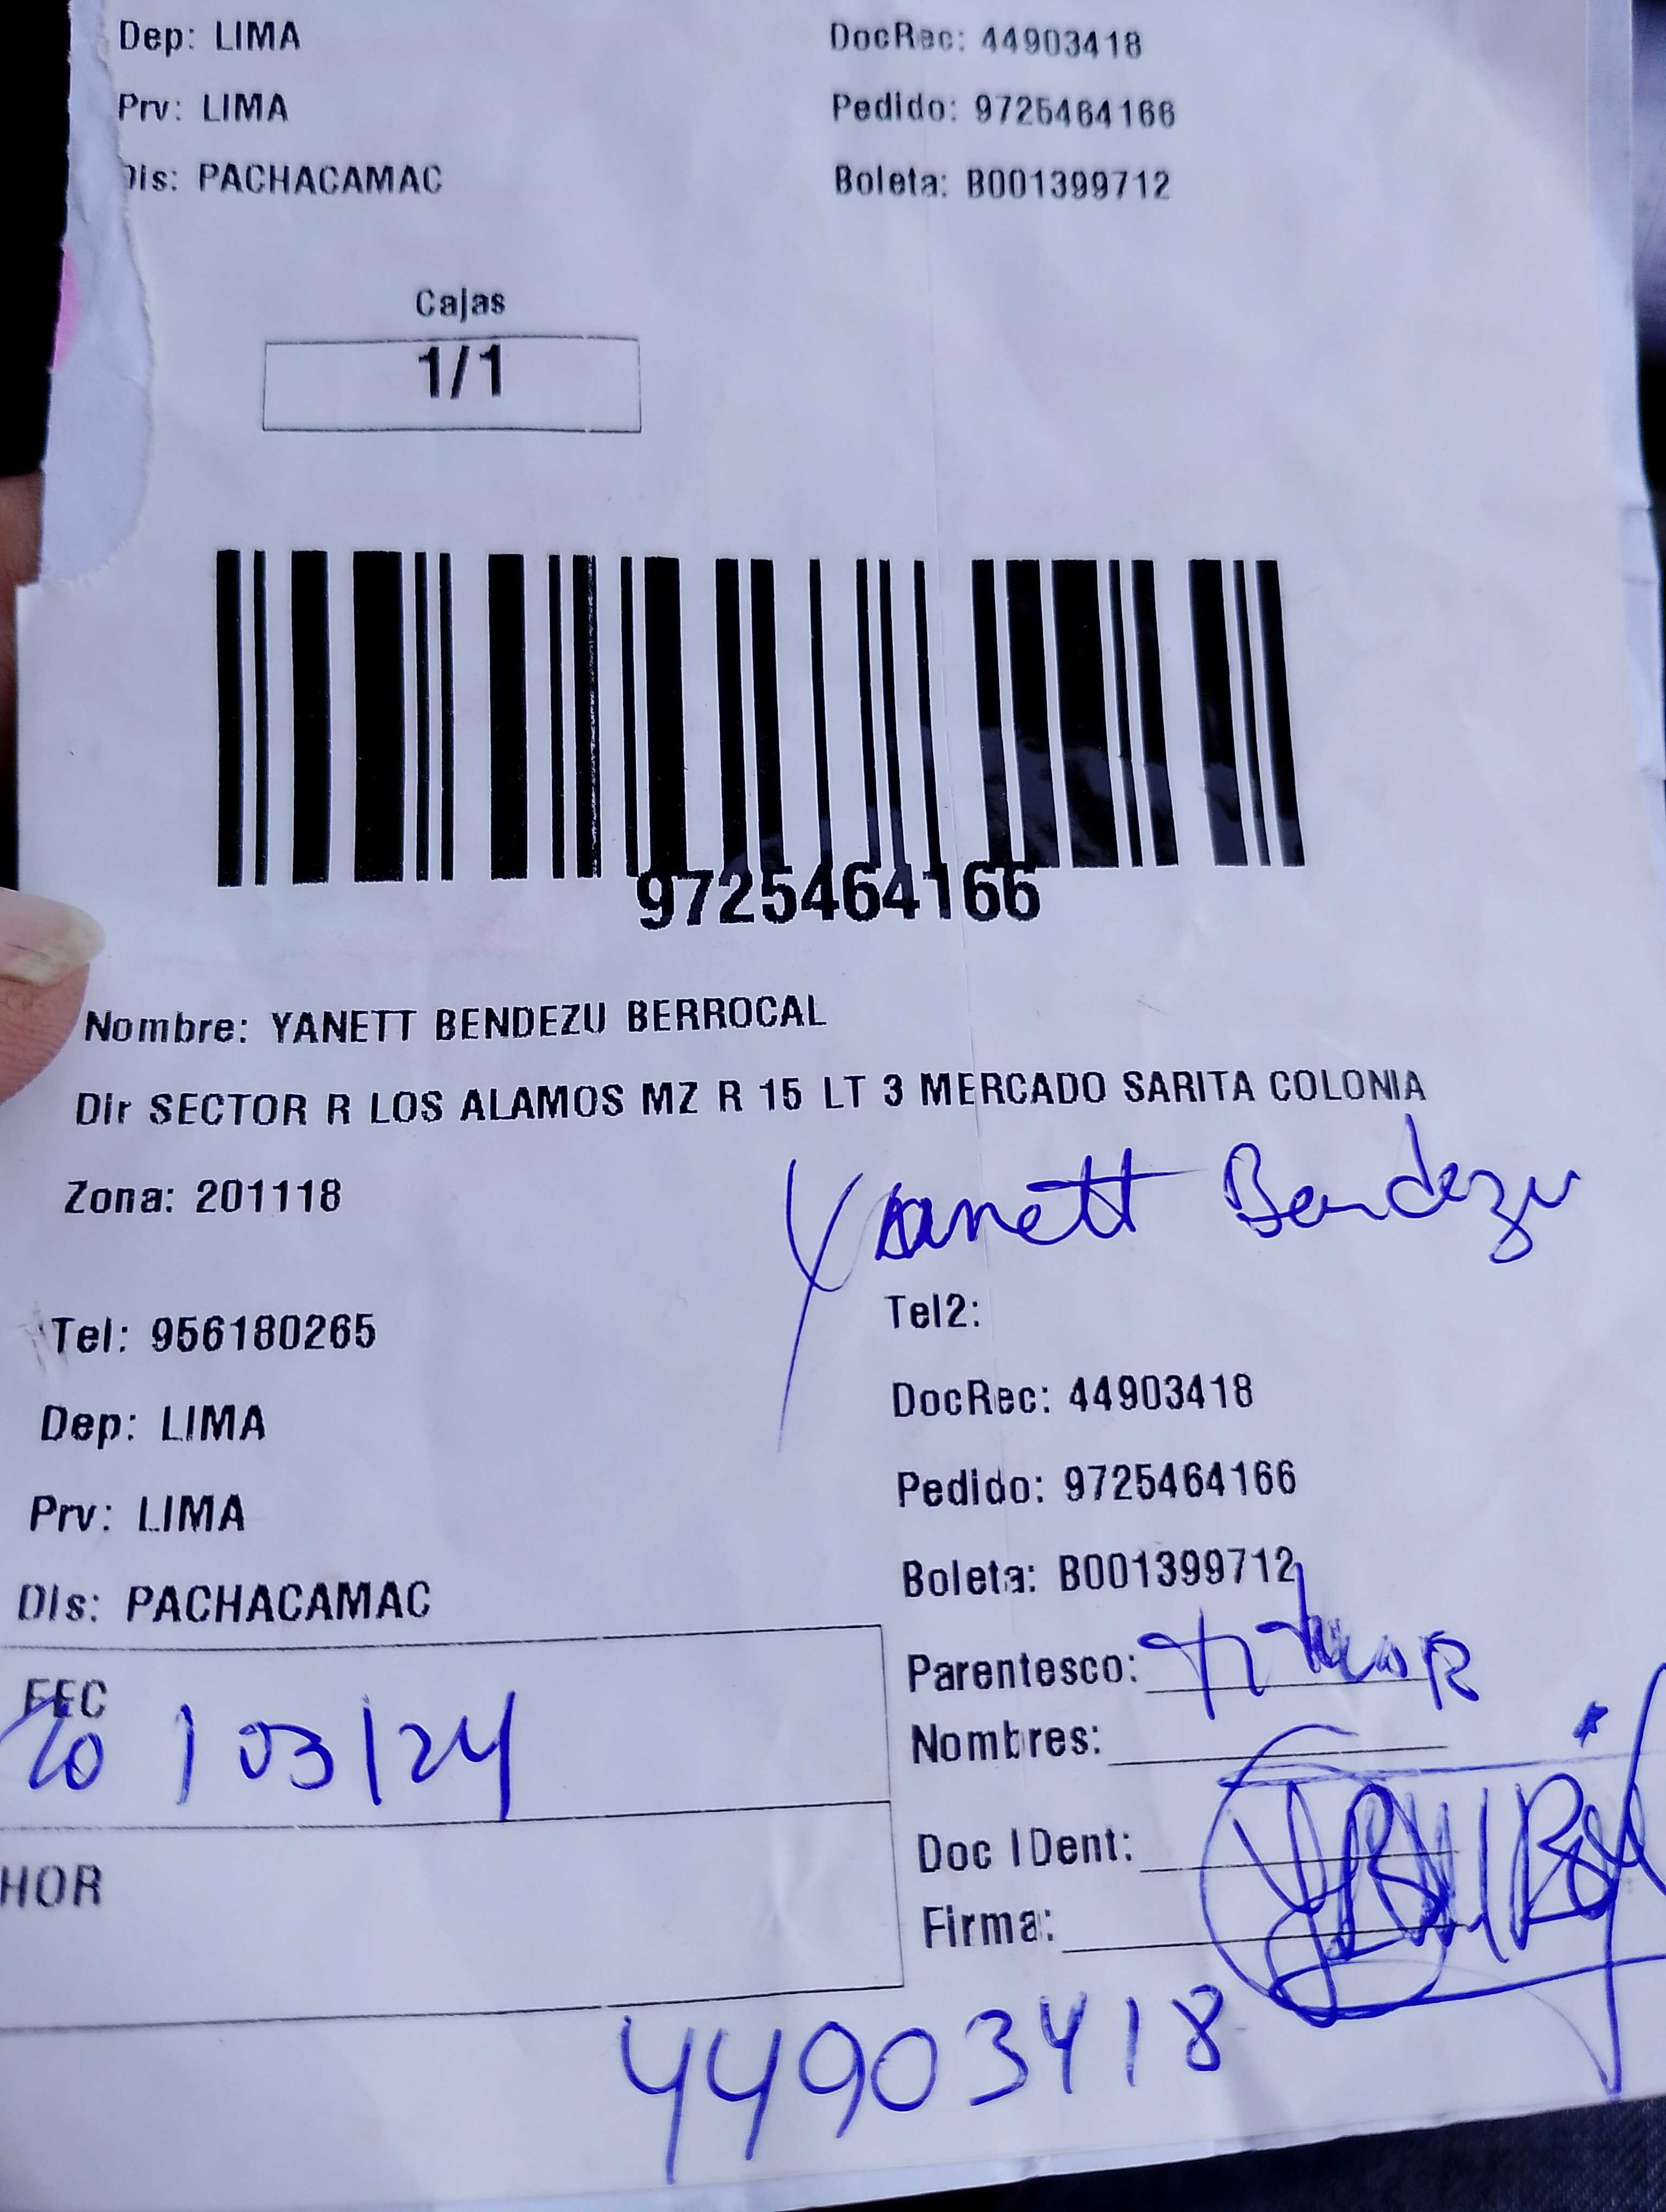 Dep: LIMA
DocRec: 44903418
Prv: LIMA
Pedido: 9725464166
Dis: PACHACAMAC
Boleta: B001399712
Cajas
1/1
9725464166
Nombre: YANETT BENDEZU BERROCAL
Dir SECTOR R LOS ALAMOS MZ R 15 LT 3 MERCADO SARITA COLONIA
Zona: 201118
Yanett Bendezu
Tel: 956180265
Tel2:
Dep: LIMA
DocRec: 44903418
Prv: LIMA
Pedido: 9725464166
Dis: PACHACAMAC
Boleta: B001399712
FEC
20/03/24
Parentesco:
Nombres:
HOR
Doc IDent:
Firma:
44903418